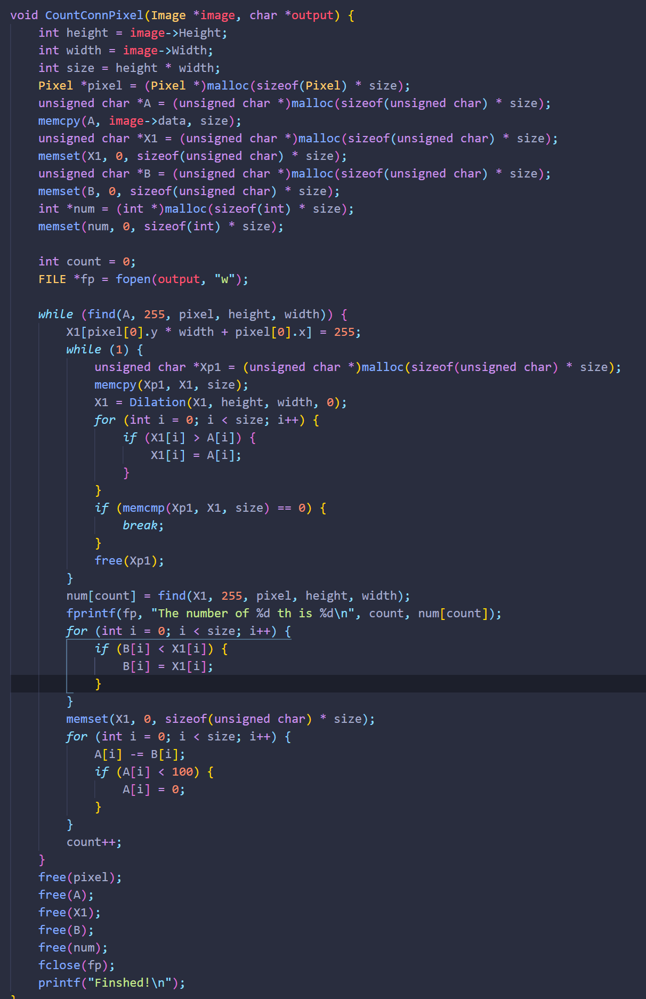 void CountConnPixel(Image *image, char *output) {
    int height = image->Height;
    int width = image->Width;
    int size = height * width;
    Pixel *pixel = (Pixel *)malloc(sizeof(Pixel) * size);
    unsigned char *A = (unsigned char *)malloc(sizeof(unsigned char) * size);
    memcpy(A, image->data, size);
    unsigned char *X1 = (unsigned char *)malloc(sizeof(unsigned char) * size);
    memset(X1, 0, sizeof(unsigned char) * size);
    unsigned char *B = (unsigned char *)malloc(sizeof(unsigned char) * size);
    memset(B, 0, sizeof(unsigned char) * size);
    int *num = (int *)malloc(sizeof(int) * size);
    memset(num, 0, sizeof(int) * size);

    int count = 0;
    FILE *fp = fopen(output, "w");

    while (find(A, 255, pixel, height, width)) {
        X1[pixel[0].y * width + pixel[0].x] = 255;
        while (1) {
            unsigned char *Xp1 = (unsigned char *)malloc(sizeof(unsigned char) * size);
            memcpy(Xp1, X1, size);
            X1 = Dilation(X1, height, width, 0);
            for (int i = 0; i < size; i++) {
                if (X1[i] > A[i]) {
                    X1[i] = A[i];
                }
            }
            if (memcmp(Xp1, X1, size) == 0) {
                break;
            }
            free(Xp1);
        }
        num[count] = find(X1, 255, pixel, height, width);
        fprintf(fp, "The number of %d th is %d\n", count, num[count]);
        for (int i = 0; i < size; i++) {
            if (B[i] < X1[i]) {
                B[i] = X1[i];
            }
        }
        memset(X1, 0, sizeof(unsigned char) * size);
        for (int i = 0; i < size; i++) {
            A[i] -= B[i];
            if (A[i] < 100) {
                A[i] = 0;
            }
        }
        count++;
    }
    free(pixel);
    free(A);
    free(X1);
    free(B);
    free(num);
    fclose(fp);
    printf("Finshed!\n");
}